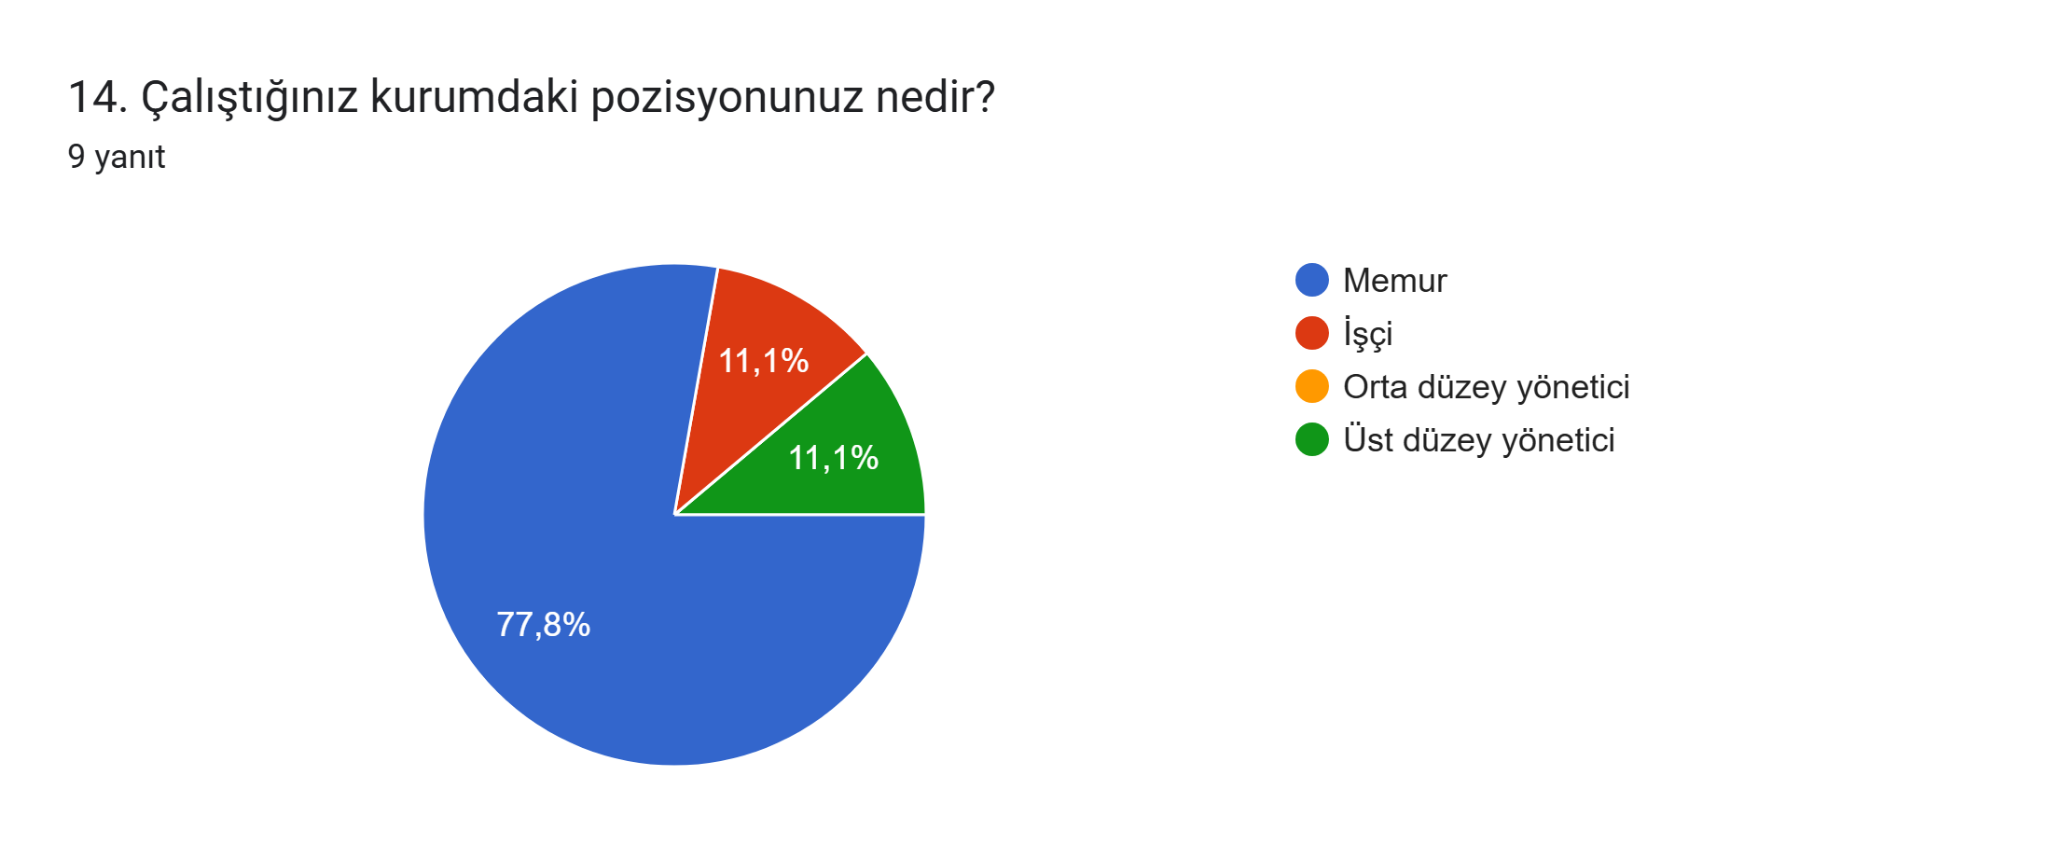 14. Çalıştığınız kurumdaki pozisyonunuz nedir?
9 yanıt
11,1%
11,1%
77,8%
Memur
İşçi
Orta düzey yönetici
Üst düzey yönetici